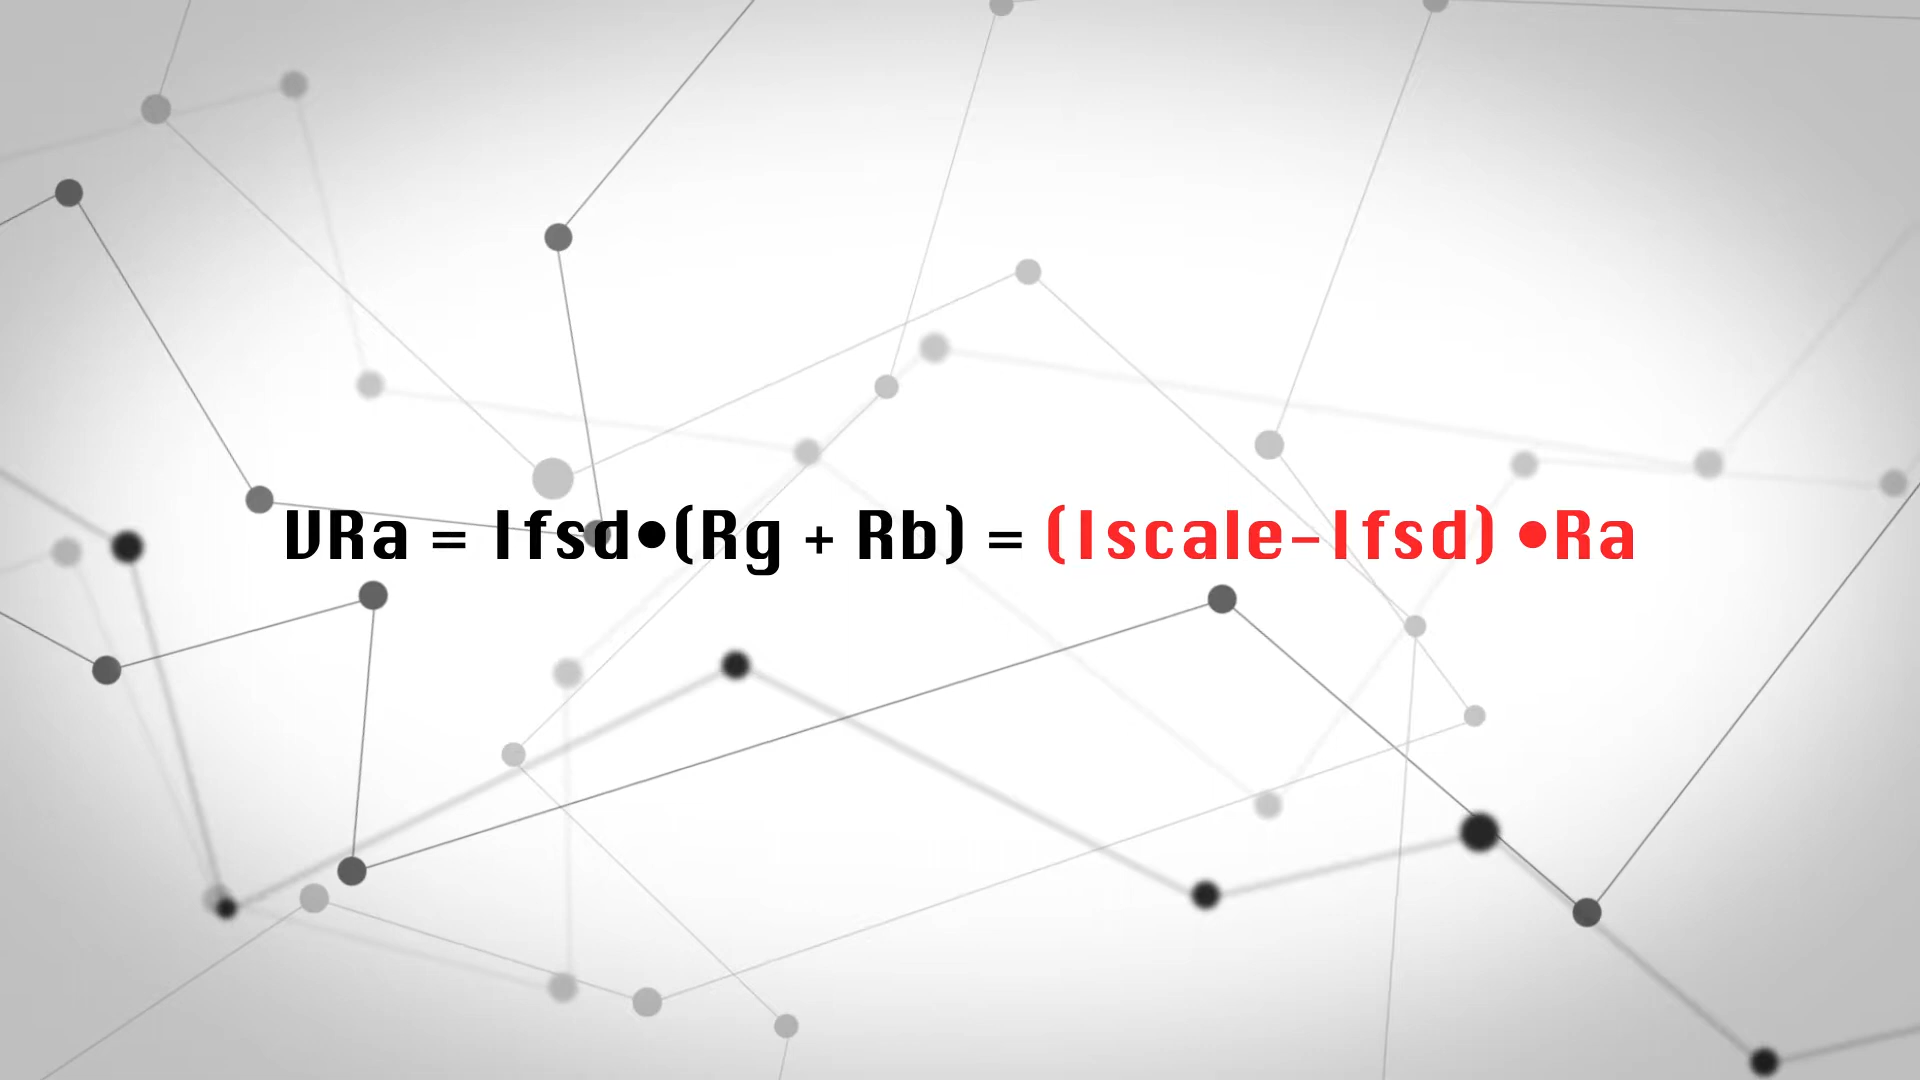 VRa = Ifsd•(Rg + Rb) = (Iscale-Ifsd) •Ra